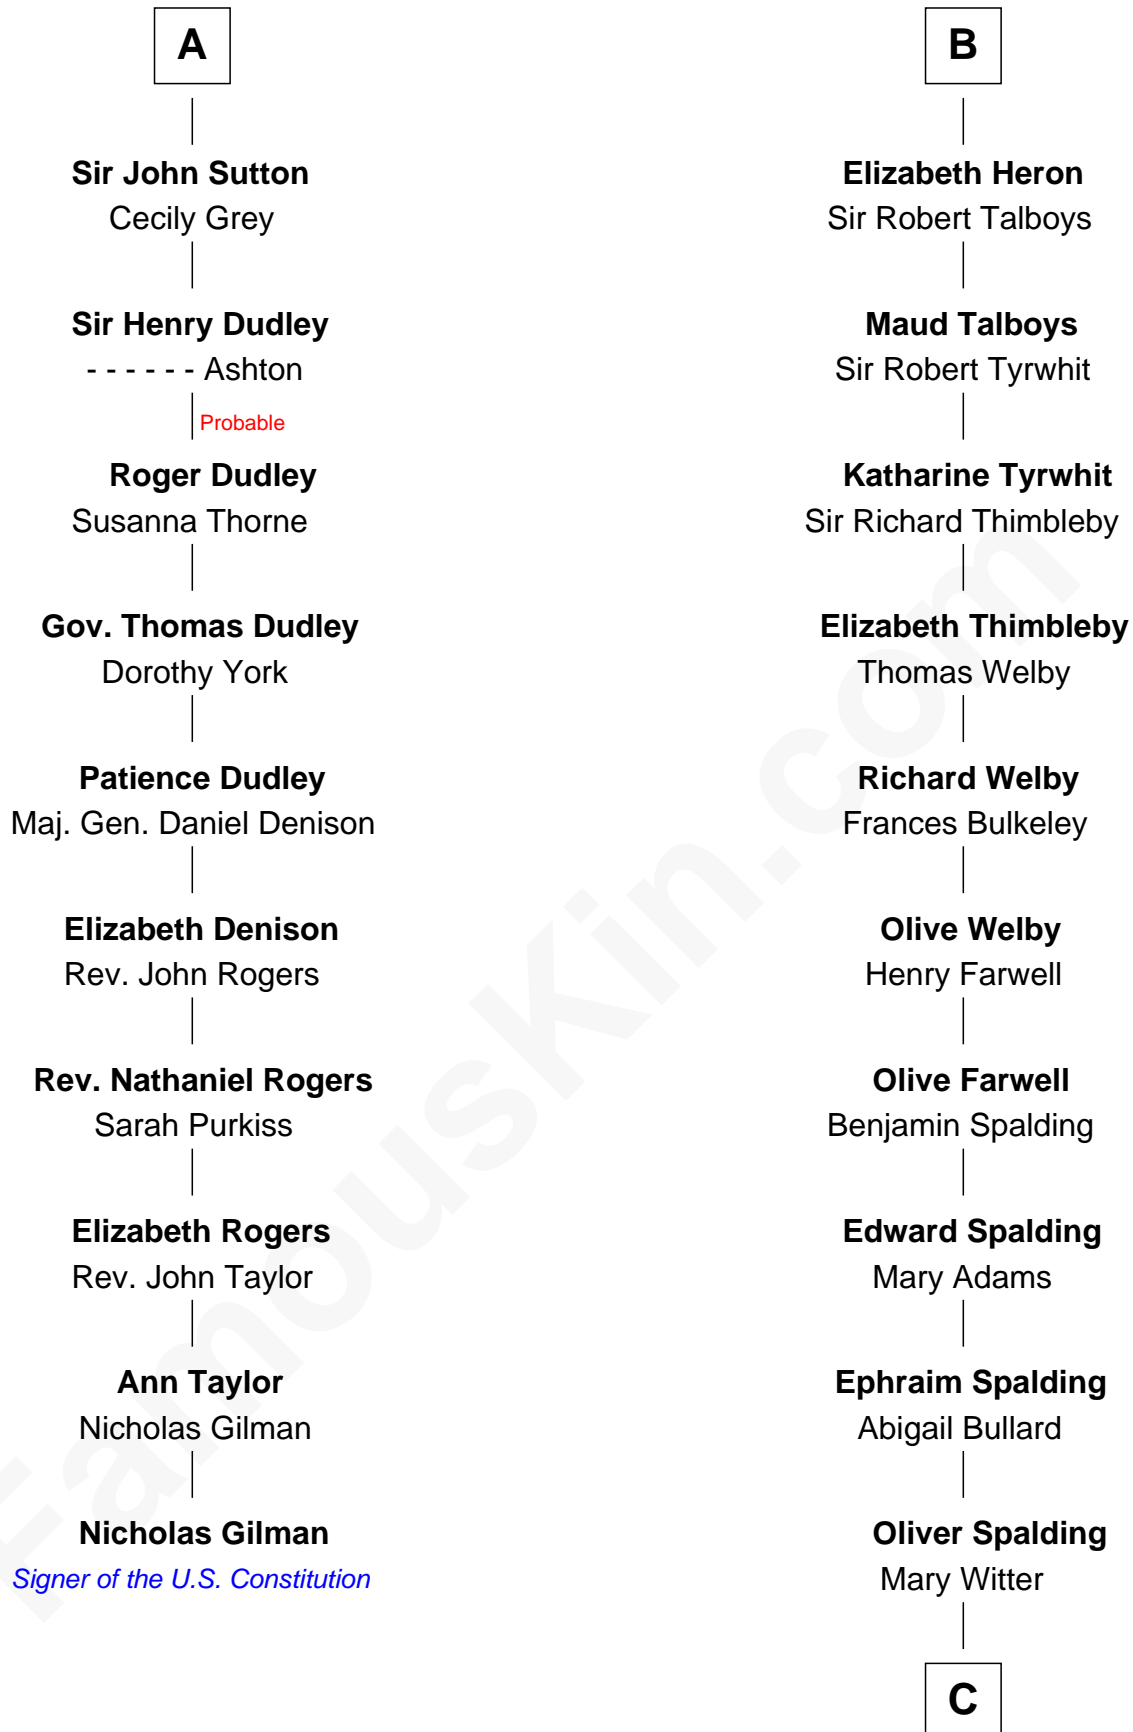 A
Sir John Sutton
Cecily Grey
Sir Henry Dudley
- - - - - - Ashton
Probable
Roger Dudley
Susanna Thorne
Gov. Thomas Dudley
Dorothy York
Patience Dudley
Maj. Gen. Daniel Denison
Elizabeth Denison
Rev. John Rogers
Rev. Nathaniel Rogers
Sarah Purkiss
Elizabeth Rogers
Rev. John Taylor
Ann Taylor
Nicholas Gilman
Nicholas Gilman
Signer of the U.S. Constitution
B
Elizabeth Heron
Sir Robert Talboys
Maud Talboys
Sir Robert Tyrwhit
Katharine Tyrwhit
Sir Richard Thimbleby
Elizabeth Thimbleby
Thomas Welby
Richard Welby
Frances Bulkeley
Olive Welby
Henry Farwell
Olive Farwell
Benjamin Spalding
Edward Spalding
Mary Adams
Ephraim Spalding
Abigail Bullard
Oliver Spalding
Mary Witter
C
FamousKin.com